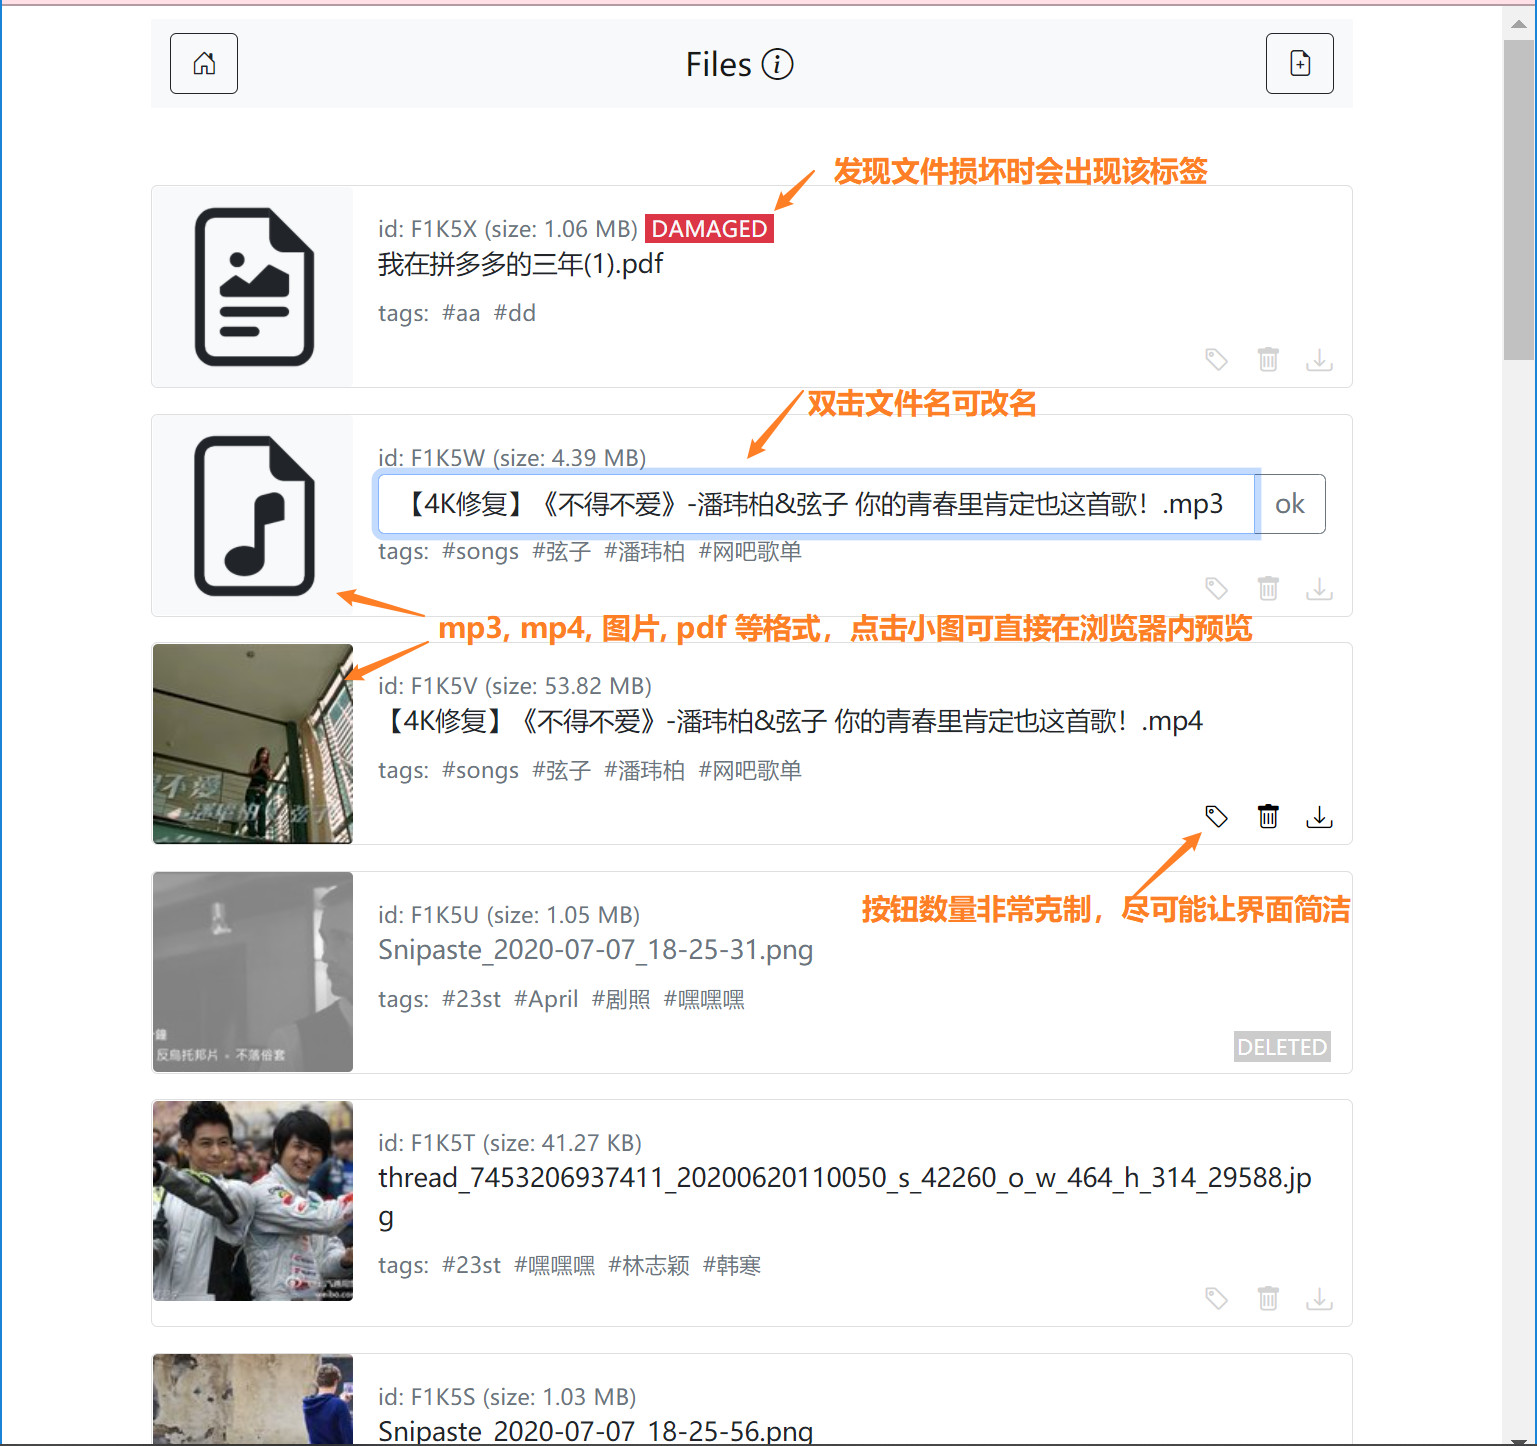 Files
发现文件损坏时会出现该标签
id: F1K5X (size: 1.06 MB) DAMAGED
我在拼多多的三年(1).pdf
tags: #aa #dd
双击文件名可改名
id: F1K5W (size: 4.39 MB)
【4K修复】《不得不爱》-潘玮柏&弦子 你的青春里肯定也这首歌！.mp3 ok
tags: #songs #弦子 #潘玮柏 #网吧歌单
mp3, mp4, 图片, pdf 等格式，点击小图可直接在浏览器内预览
id: F1K5V (size: 53.82 MB)
【4K修复】《不得不爱》-潘玮柏&弦子 你的青春里肯定也这首歌！.mp4
tags: #songs #弦子 #潘玮柏 #网吧歌单
按钮数量非常克制，尽可能让界面简洁
id: F1K5U (size: 1.05 MB)
Snipaste_2020-07-07_18-25-31.png
tags: #23st #April #剧照 #嘿嘿嘿
反烏托邦片·不落俗套
DELETED
id: F1K5T (size: 41.27 KB)
thread_7453206937411_20200620110050_s_42260_o_w_464_h_314_29588.jp
g
tags: #23st #嘿嘿嘿 #林志颖 #韩寒
id: F1K5S (size: 1.03 MB)
Snipaste_2020-07-07_18-25-56.png